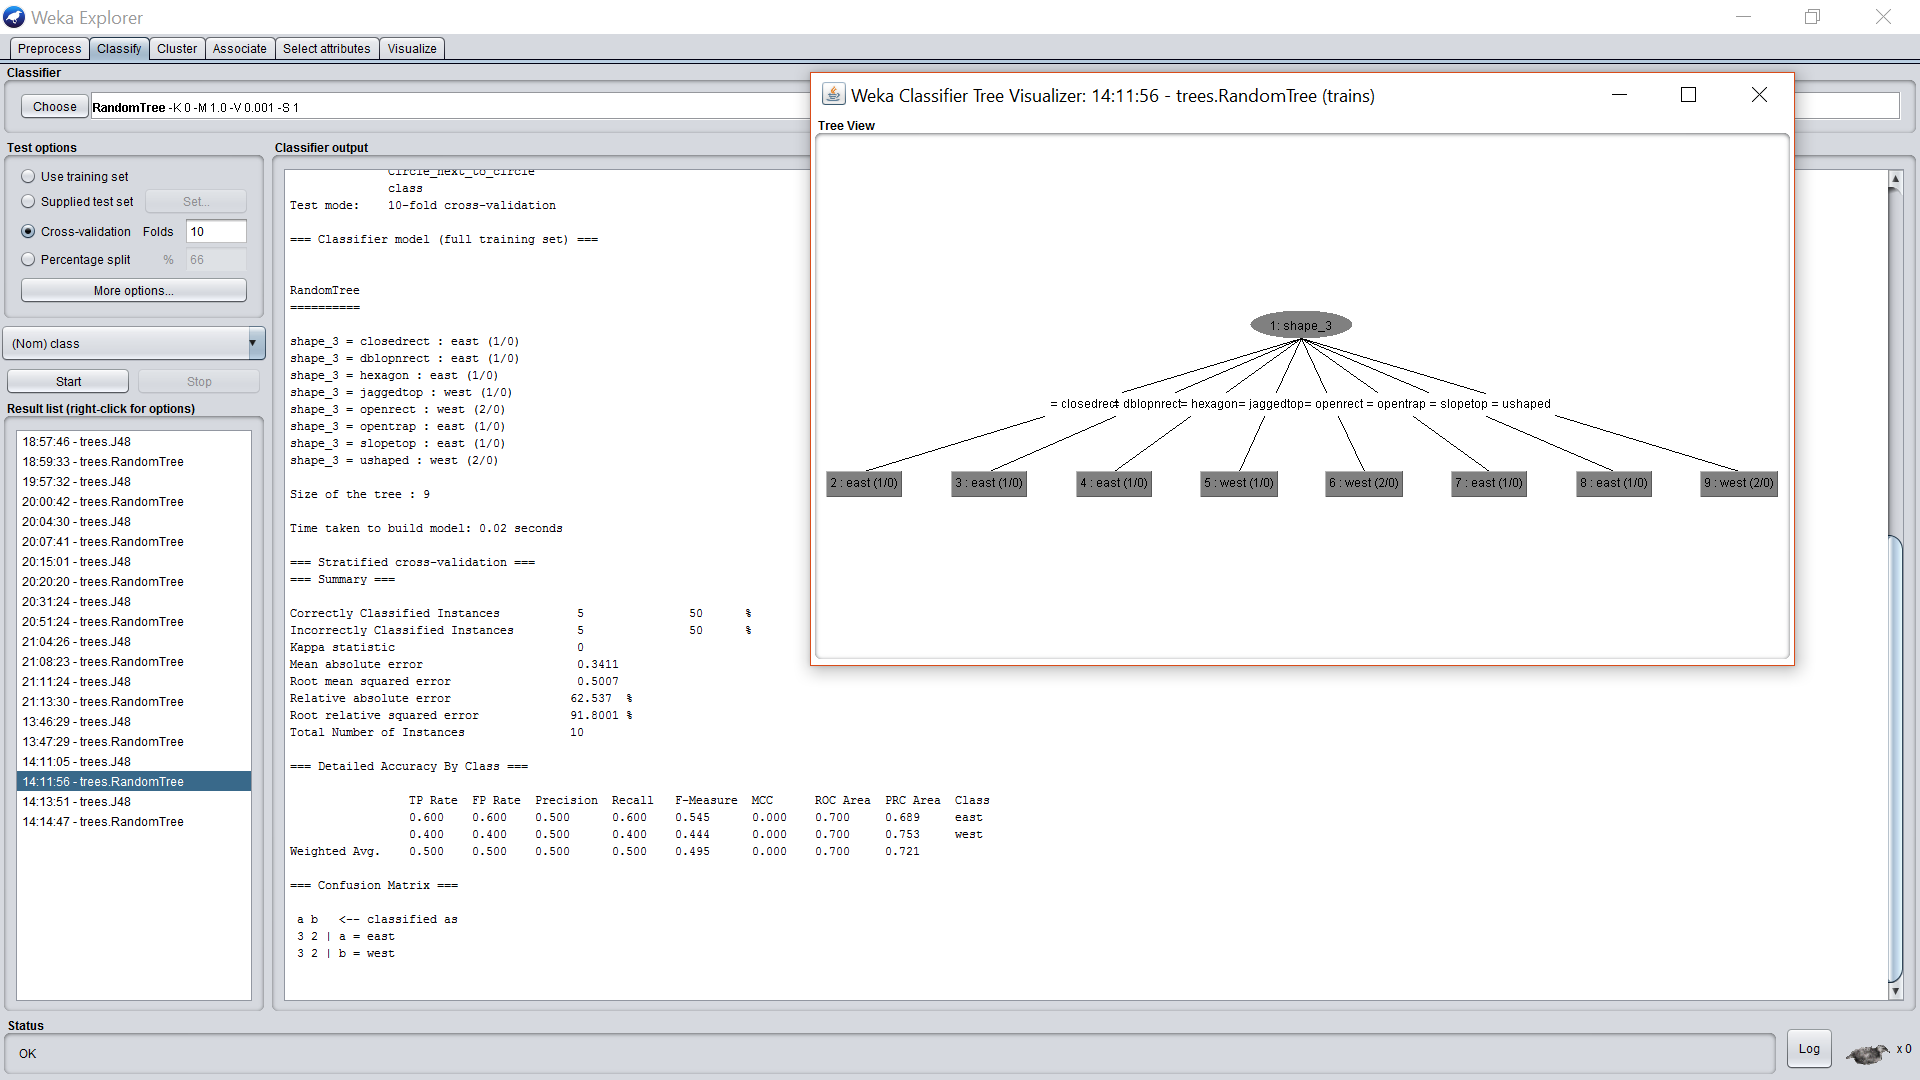 Weka Explorer
Preprocess Classify Cluster Associate Select attributes Visualize
Classifier
Choose RandomTree -K 0 -M 1.0 -V 0.001 -S 1
Test options
Use training set
Supplied test set Set...
Cross-validation Folds 10
Percentage split % 66
More options...
(Nom) class
Start Stop
Result list (right-click for options)
18:57:46 - trees.J48
18:59:33 - trees.RandomTree
19:57:32 - trees.J48
20:00:42 - trees.RandomTree
20:04:30 - trees.J48
20:07:41 - trees.RandomTree
20:15:01 - trees.J48
20:20:20 - trees.RandomTree
20:31:24 - trees.J48
20:51:24 - trees.RandomTree
21:04:26 - trees.J48
21:08:23 - trees.RandomTree
21:11:24 - trees.J48
21:13:30 - trees.RandomTree
13:46:29 - trees.J48
13:47:29 - trees.RandomTree
14:11:05 - trees.J48
14:11:56 - trees.RandomTree
14:13:51 - trees.J48
14:14:47 - trees.RandomTree
Classifier output
Circle_next_to_circle
class
Test mode: 10-fold cross-validation
=== Classifier model (full training set) ===
RandomTree
==========
shape_3 = closedrect : east (1/0)
shape_3 = dblopnrect : east (1/0)
shape_3 = hexagon : east (1/0)
shape_3 = jaggedtop : west (1/0)
shape_3 = openrect : west (2/0)
shape_3 = opentrap : east (1/0)
shape_3 = slopetop : east (1/0)
shape_3 = ushaped : west (2/0)
Size of the tree : 9
Time taken to build model: 0.02 seconds
=== Stratified cross-validation ===
=== Summary ===
Correctly Classified Instances 5 50 %
Incorrectly Classified Instances 5 50 %
Kappa statistic 0
Mean absolute error 0.3411
Root mean squared error 0.5007
Relative absolute error 62.537 %
Root relative squared error 91.8001 %
Total Number of Instances 10
=== Detailed Accuracy By Class ===
TP Rate FP Rate Precision Recall F-Measure MCC ROC Area PRC Area Class
0.600 0.600 0.500 0.600 0.545 0.000 0.700 0.689 east
0.400 0.400 0.500 0.400 0.444 0.000 0.700 0.753 west
Weighted Avg. 0.500 0.500 0.500 0.500 0.495 0.000 0.700 0.721
=== Confusion Matrix ===
a b <-- classified as
3 2 | a = east
3 2 | b = west
Weka Classifier Tree Visualizer: 14:11:56 - trees.RandomTree (trains)
Tree View
1: shape_3
= closedrect = dblopnrect = hexagon = jaggedtop = openrect = opentrap = slopetop = ushaped
2 : east (1/0) 3 : east (1/0) 4 : east (1/0) 5 : west (1/0) 6 : west (2/0) 7 : east (1/0) 8 : east (1/0) 9 : west (2/0)
Status
OK
Log x 0